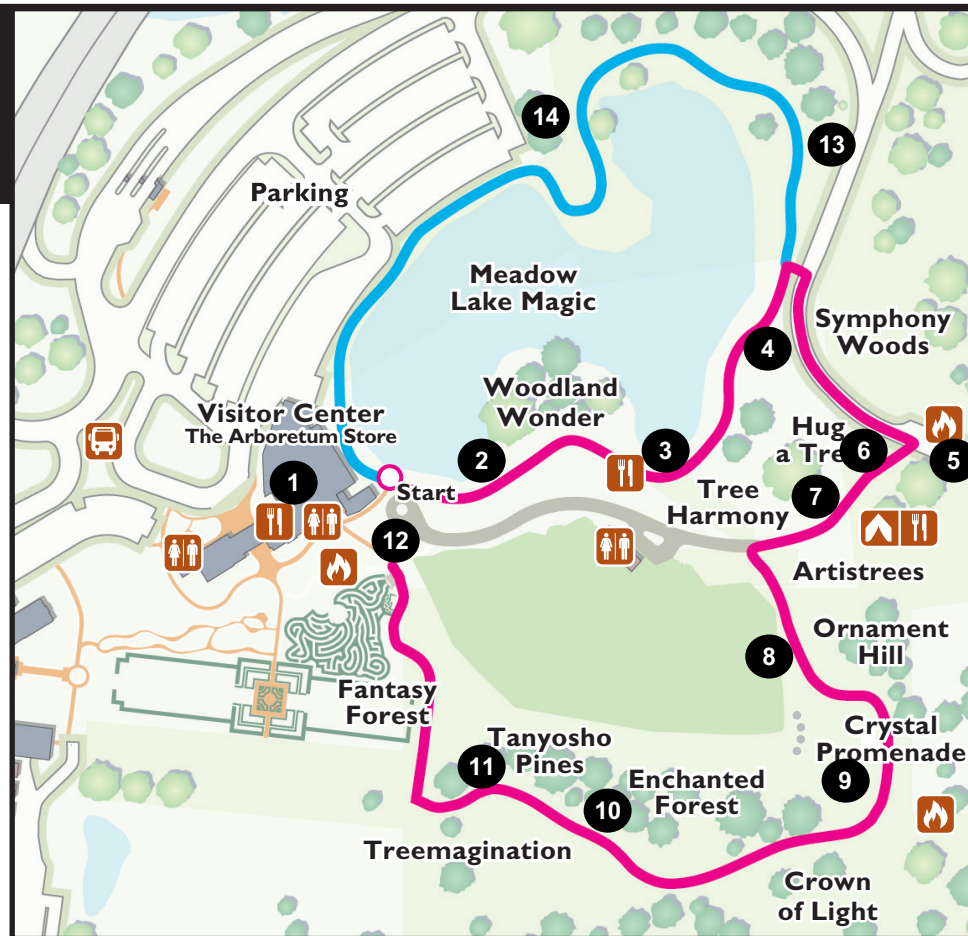 14
13
Parking
Meadow
Lake Magic
Symphony
Woods
4
Woodland
Wonder
Visitor Center
The Arboretum Store
Hug
a Tree
6
5
3
2
1
Start
7
Tree
Harmony
12
Artistrees
Ornament
Hill
8
Fantasy
Forest
Crystal
Promenade
9
Tanyosho
Pines
11
Enchanted
Forest
10
Treemagination
Crown
of Light